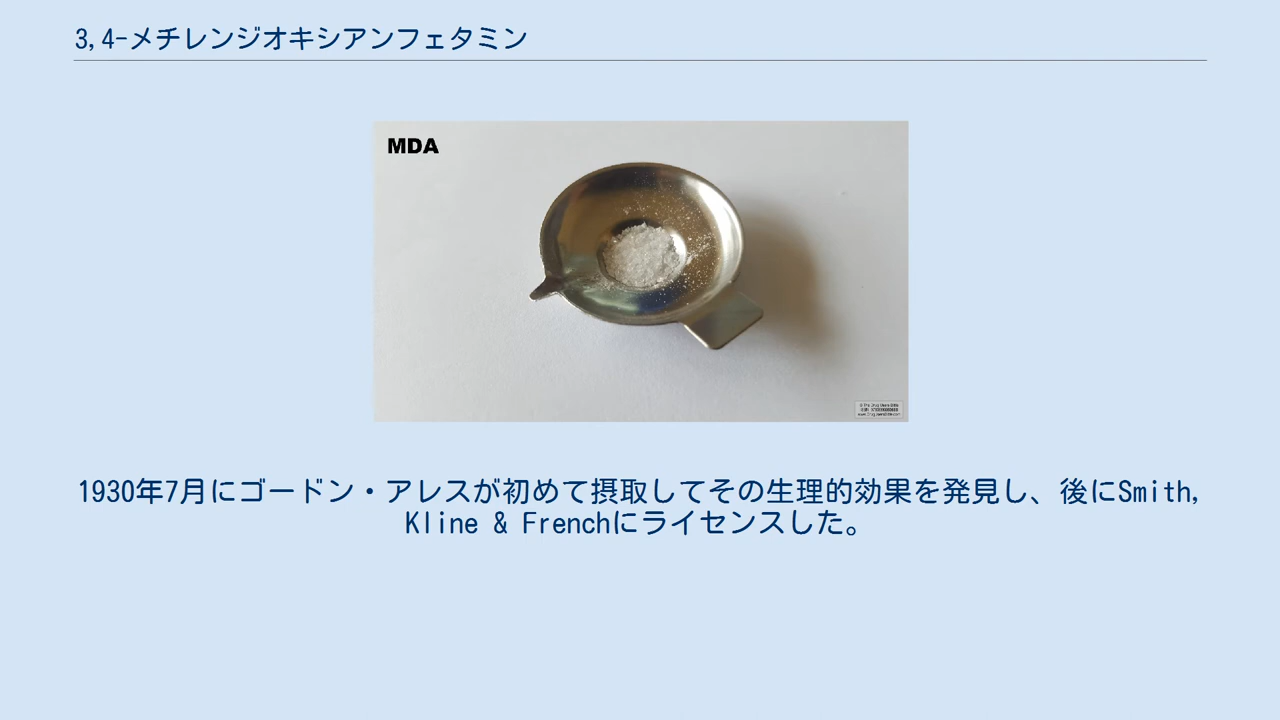 3,4-メチレンジオキシアンフェタミン
MDA
1930年7月にゴードン・アレスが初めて摂取してその生理的効果を発見し、後にSmith,
Kline & Frenchにライセンスした。